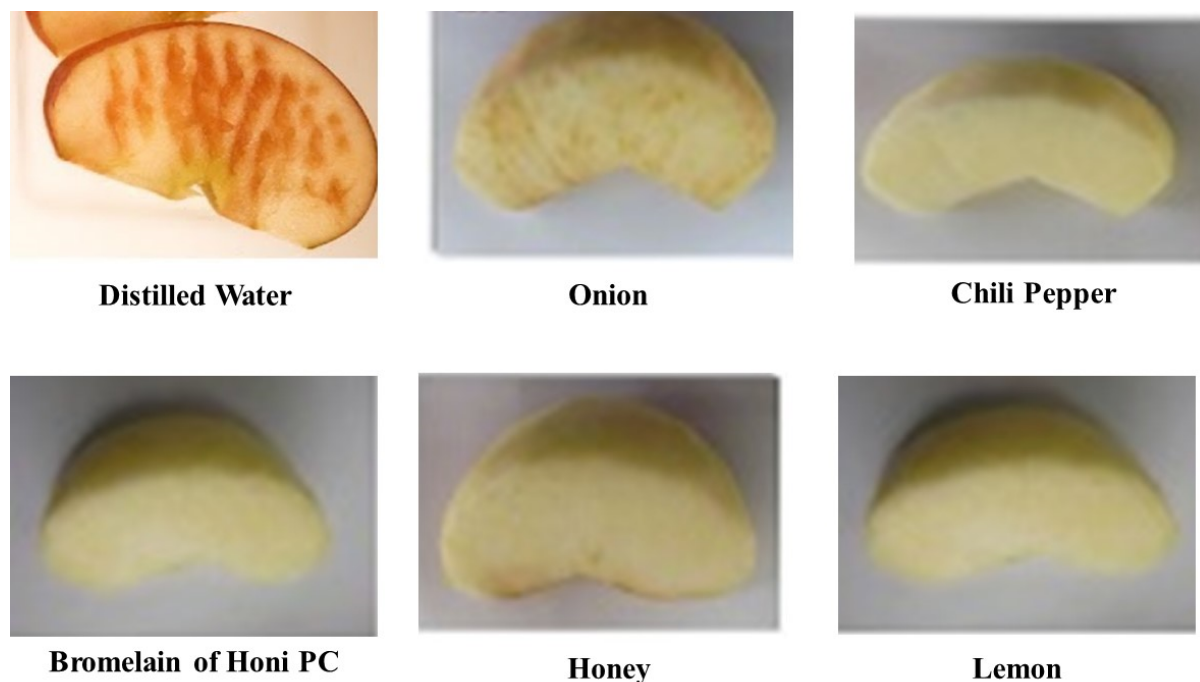 Distilled Water
Onion
Chili Pepper
Bromelain of Honi PC
Honey
Lemon